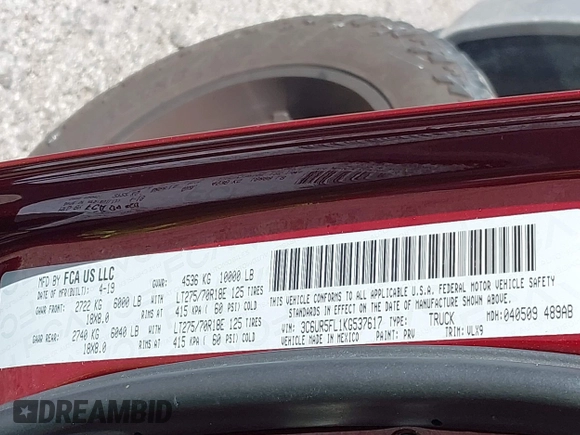 MFD BY FCA US LLC GVWR: 4536 KG 10000 LB
DATE OF MFR(BUILT): 4-19
GAWR FRONT: 2722 KG 6000 LB WITH LT275/70R18E 125 TIRES
18X8.0 RIMS AT 415 KPA ( 60 PSI) COLD
GAWR REAR: 2740 KG 6040 LB WITH LT275/70R18E 125 TIRES
18X8.0 RIMS AT 415 KPA ( 60 PSI) COLD
THIS VEHICLE CONFORMS TO ALL APPLICABLE U.S.A. FEDERAL MOTOR VEHICLE SAFETY
STANDARDS IN EFFECT ON THE DATE OF MANUFACTURE SHOWN ABOVE.
VIN: 3C6UR5FL1KG537617 TYPE: TRUCK MDH: 040509 489AB
VEHICLE MADE IN MEXICO PAINT: PRV TRIM: VLX9
DREAMBID